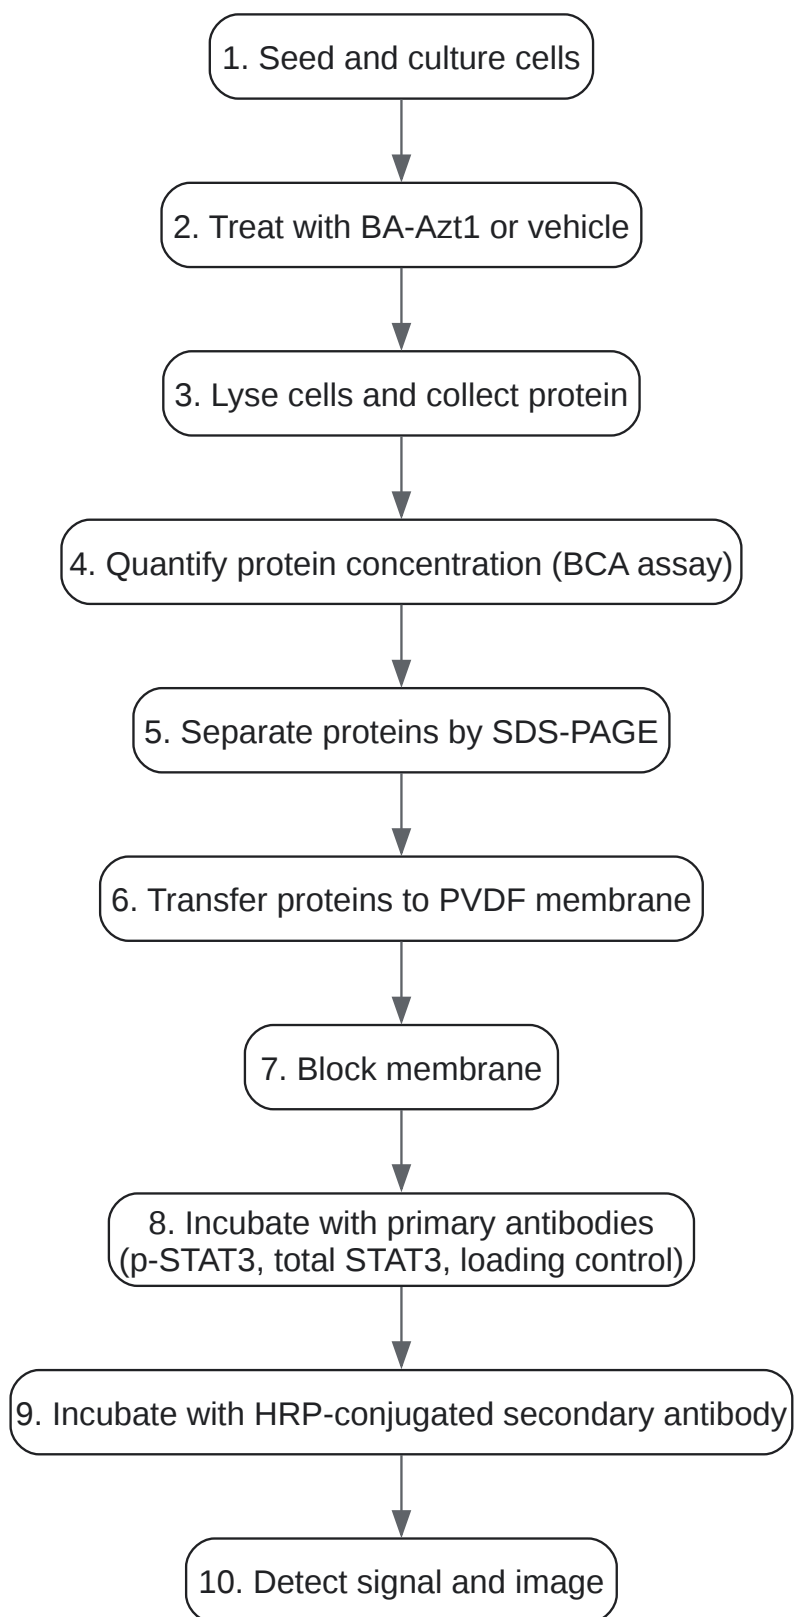 1. Seed and culture cells
2. Treat with BA-Azt1 or vehicle
3. Lyse cells and collect protein
4. Quantify protein concentration (BCA assay)
5. Separate proteins by SDS-PAGE
6. Transfer proteins to PVDF membrane
7. Block membrane
8. Incubate with primary antibodies
(p-STAT3, total STAT3, loading control)
9. Incubate with HRP-conjugated secondary antibody
10. Detect signal and image